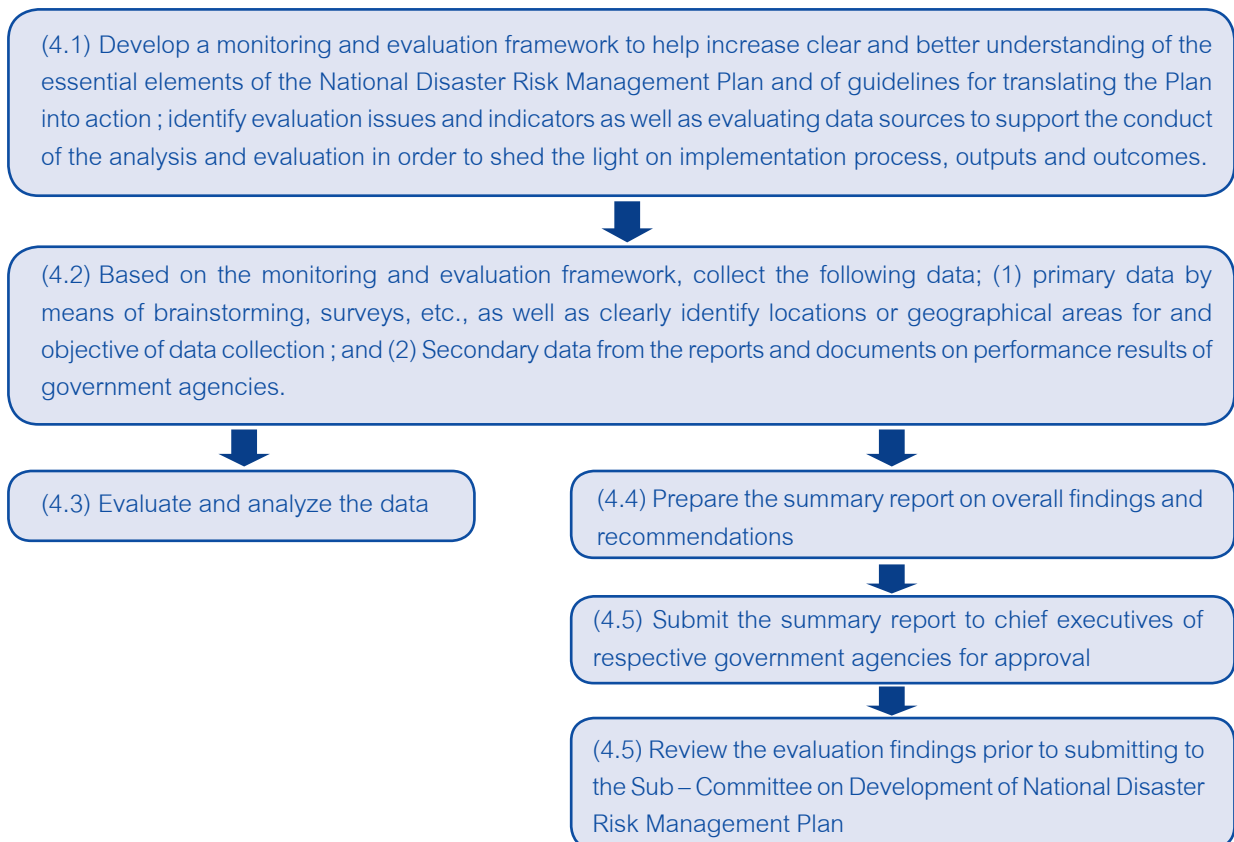 (4.1) Develop a monitoring and evaluation framework to help increase clear and better understanding of the
essential elements of the National Disaster Risk Management Plan and of guidelines for translating the Plan
into action ; identify evaluation issues and indicators as well as evaluating data sources to support the conduct
of the analysis and evaluation in order to shed the light on implementation process, outputs and outcomes.
(4.2) Based on the monitoring and evaluation framework, collect the following data; (1) primary data by
means of brainstorming, surveys, etc., as well as clearly identify locations or geographical areas for and
objective of data collection ; and (2) Secondary data from the reports and documents on performance results of
government agencies.
(4.3) Evaluate and analyze the data
(4.4) Prepare the summary report on overall findings and
recommendations
(4.5) Submit the summary report to chief executives of
respective government agencies for approval
(4.5) Review the evaluation findings prior to submitting to
the Sub – Committee on Development of National Disaster
Risk Management Plan